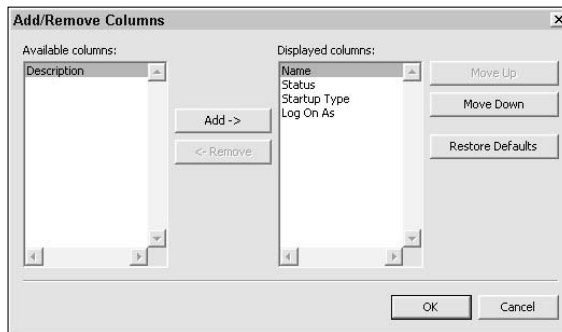 Add/Remove Columns
Available columns:
Description
Add ->
<- Remove
Displayed columns:
Name
Status
Startup Type
Log On As
Move Up
Move Down
Restore Defaults
OK
Cancel